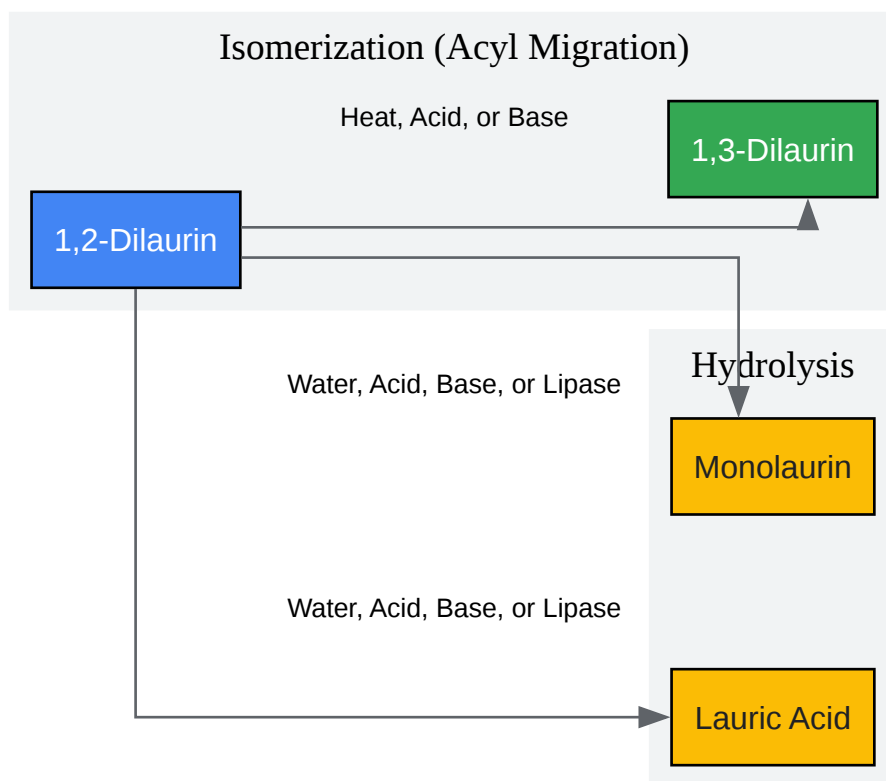 Isomerization (Acyl Migration)
Heat, Acid, or Base
1,3-Dilaurin
1,2-Dilaurin
Hydrolysis
Water, Acid, Base, or Lipase
Monolaurin
Water, Acid, Base, or Lipase
Lauric Acid